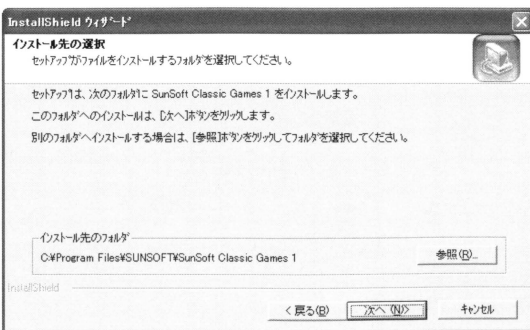 InstallShield ウィザード
インストール先の選択
セットアップがファイルをインストールするフォルダを選択してください。
セットアップは、次のフォルダに SunSoft Classic Games 1 をインストールします。
このフォルダへのインストールは、[次へ]ボタンをクリックします。
別のフォルダへインストールする場合は、[参照]ボタンをクリックしてフォルダを選択してください。
インストール先のフォルダ
C:¥Program Files¥SUNSOFT¥SunSoft Classic Games 1
参照(R)...
InstallShield
< 戻る(B)
次へ(N)>
キャンセル